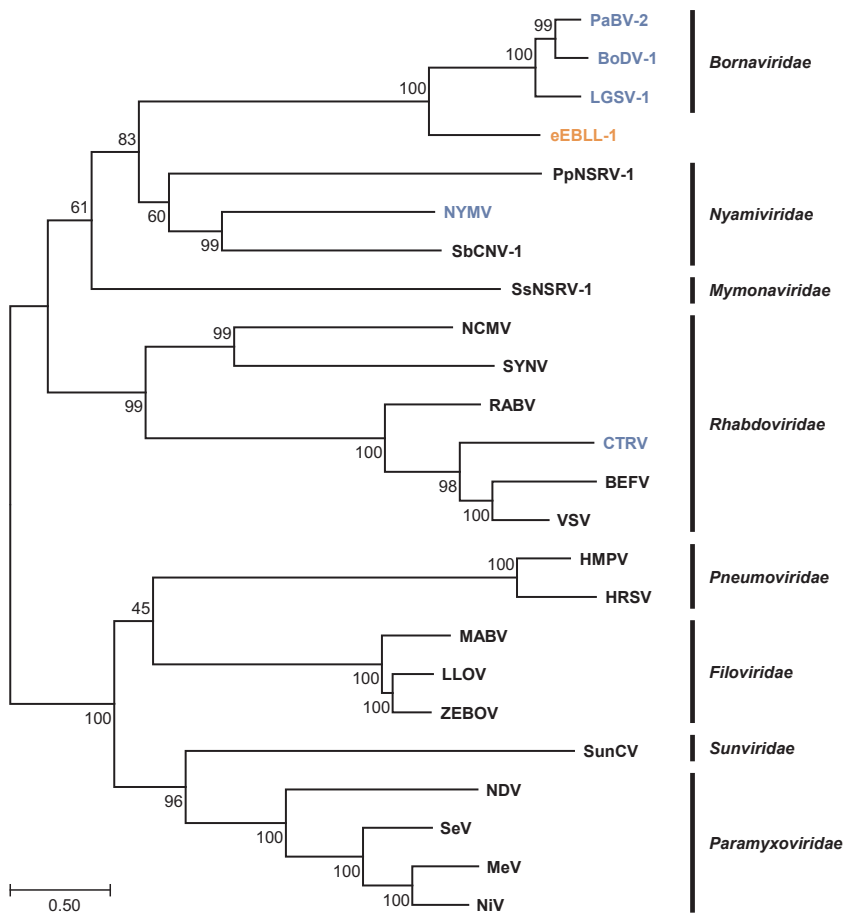 99
PaBV-2
BoDV-1
100
LGSV-1
Bornaviridae
100
eEBLL-1
83
PpNSRV-1
61
60
NYMV
99
SbCNV-1
Nyamiviridae
SsNSRV-1
Mymonaviridae
NCMV
99
SYNV
99
RABV
100
CTRV
98
BEFV
100
VSV
Rhabdoviridae
HMPV
100
HRSV
Pneumoviridae
45
MABV
100
LLOV
100
ZEBOV
Filoviridae
100
SunCV
Sunviridae
96
NDV
100
SeV
100
MeV
100
NiV
Paramyxoviridae
0.50